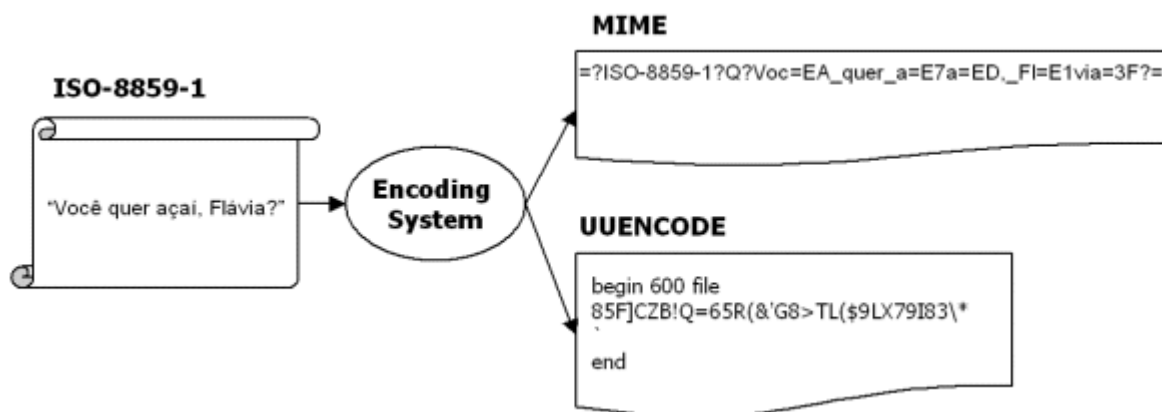 ISO-8859-1
“Você quer açaí, Flávia?”
Encoding
System
MIME
=?ISO-8859-1?Q?Voc=EA_quer_a=E7a=ED,_Fl=E1via=3F?=
UUENCODE
begin 600 file
85F]CZB!Q=65R(&'G8>TL($9LX79I83\*
`
end